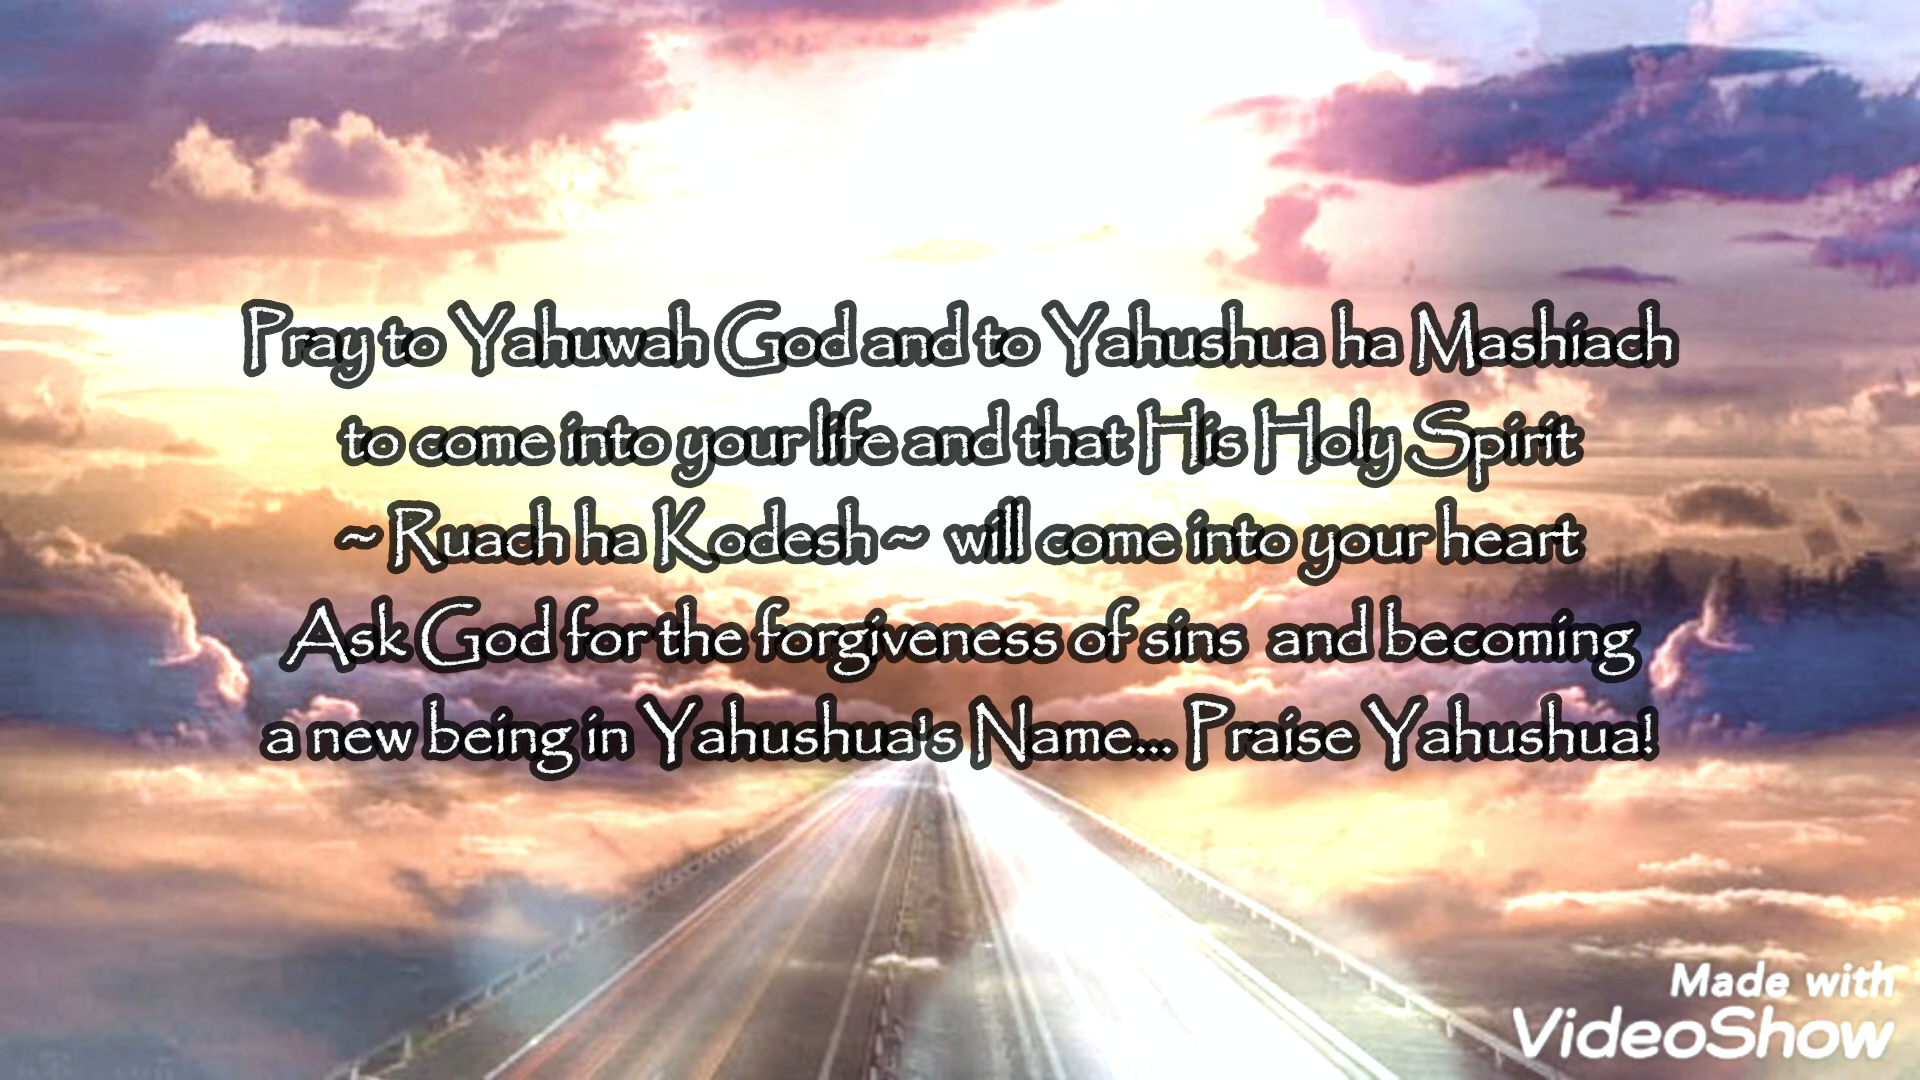 Pray to Yahuwah God and to Yahushua ha Mashiach
to come into your life and that His Holy Spirit
~ Ruach ha Kodesh ~ will come into your heart
Ask God for the forgiveness of sins and becoming
a new being in Yahushua's Name... Praise Yahushua!
Made with
VideoShow